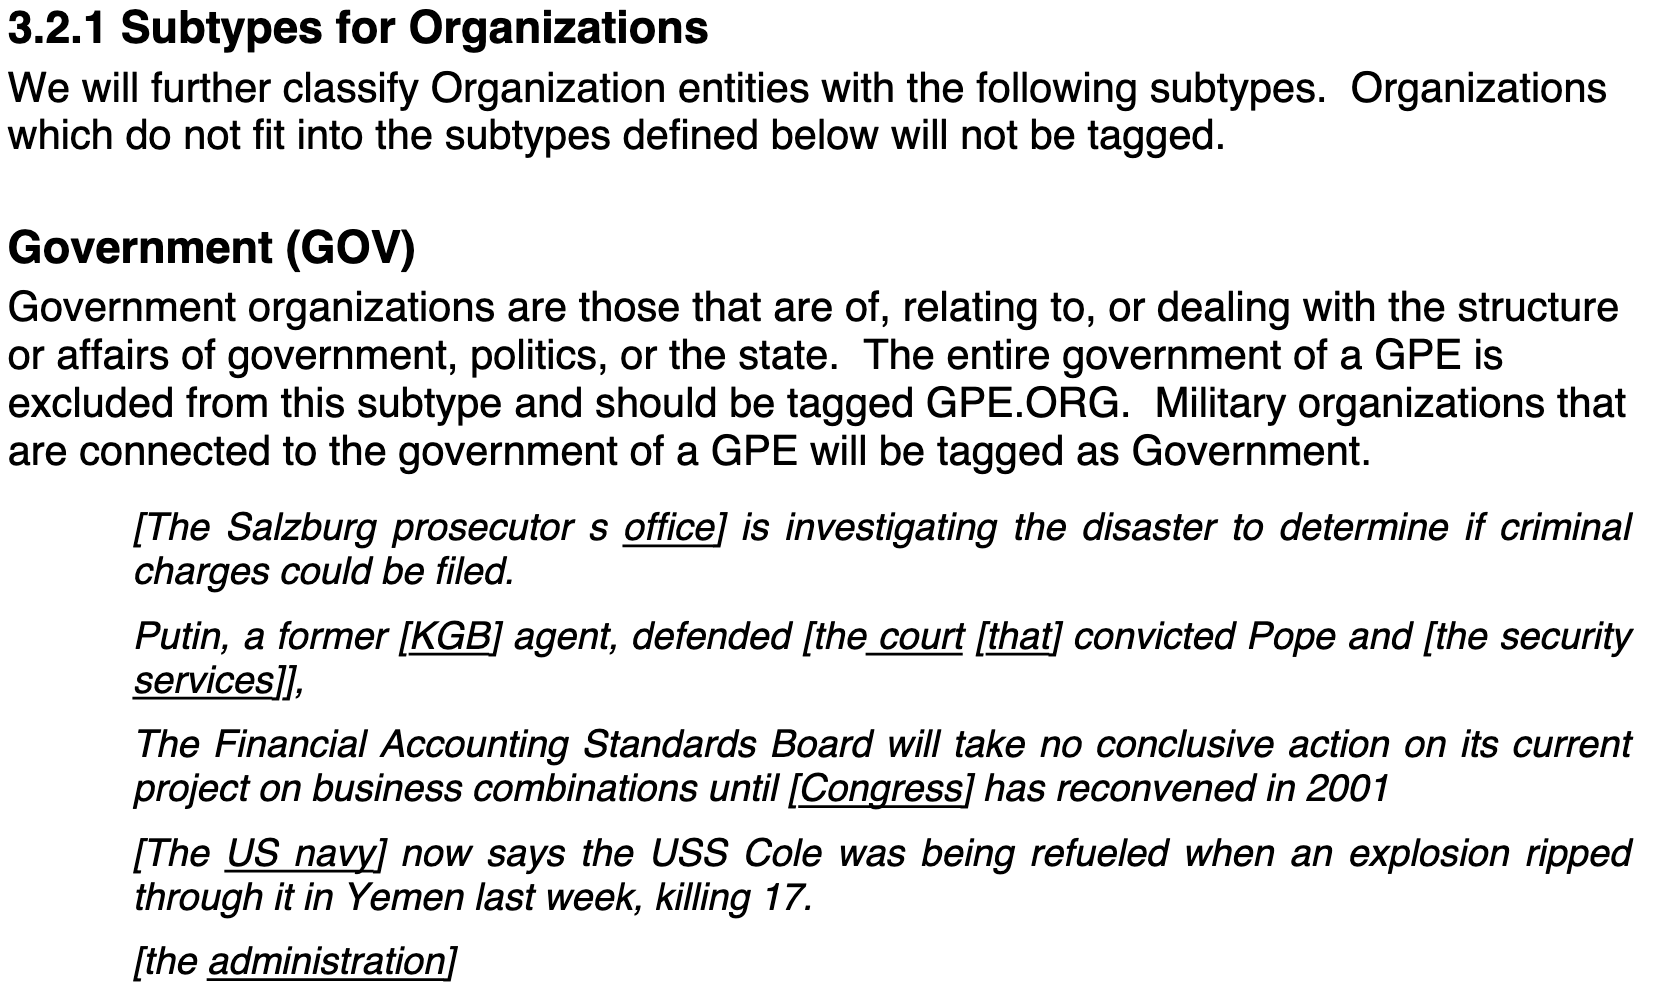 3.2.1 Subtypes for Organizations
We will further classify Organization entities with the following subtypes.  Organizations
which do not fit into the subtypes defined below will not be tagged.
Government (GOV)
Government organizations are those that are of, relating to, or dealing with the structure
or affairs of government, politics, or the state.  The entire government of a GPE is
excluded from this subtype and should be tagged GPE.ORG.  Military organizations that
are connected to the government of a GPE will be tagged as Government.
[The Salzburg prosecutor s office] is investigating the disaster to determine if criminal
charges could be filed.
Putin, a former [KGB] agent, defended [the court [that] convicted Pope and [the security
services]],
The Financial Accounting Standards Board will take no conclusive action on its current
project on business combinations until [Congress] has reconvened in 2001
[The US navy] now says the USS Cole was being refueled when an explosion ripped
through it in Yemen last week, killing 17.
[the administration]